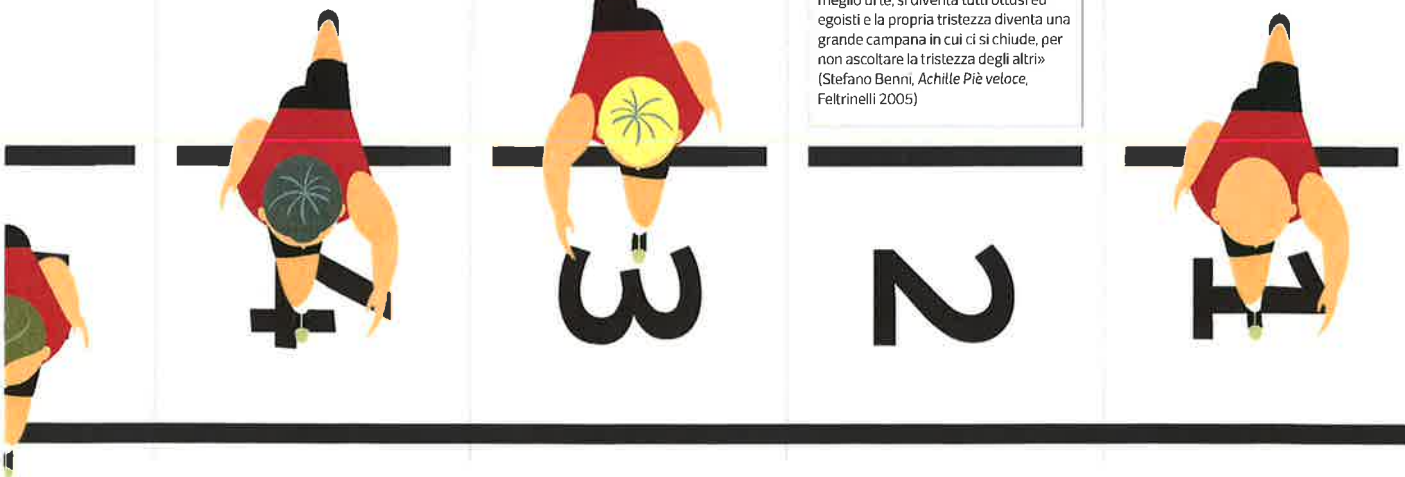 egoisti e la propria tristezza diventa una
grande campana in cui ci si chiude, per
non ascoltare la tristezza degli altri»
(Stefano Benni, Achille Piè veloce,
Feltrinelli 2005)
4 3 2 1